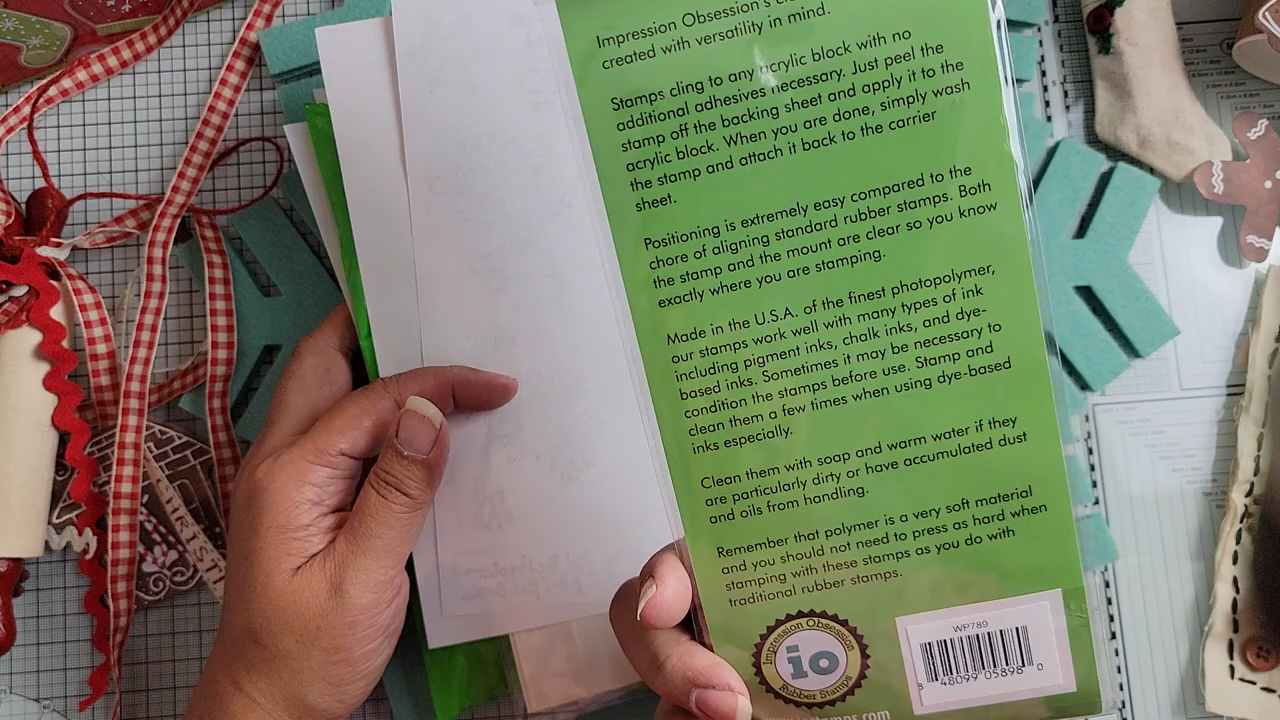 Impression Obsession's
created with versatility in mind.
Stamps cling to any acrylic block with no
additional adhesives necessary. Just peel the
stamp off the backing sheet and apply it to the
acrylic block. When you are done, simply wash
the stamp and attach it back to the carrier
sheet.
Positioning is extremely easy compared to the
chore of aligning standard rubber stamps. Both
the stamp and the mount are clear so you know
exactly where you are stamping.
Made in the U.S.A. of the finest photopolymer,
our stamps work well with many types of ink
including pigment inks, chalk inks, and dye-
based inks. Sometimes it may be necessary to
condition the stamps before use. Stamp and
clean them a few times when using dye-based
inks especially.
Clean them with soap and warm water if they
are particularly dirty or have accumulated dust
and oils from handling.
Remember that polymer is a very soft material
and you should not need to press as hard when
stamping with these stamps as you do with
traditional rubber stamps.
Impression Obsession
io
Rubber Stamps
WP789
8 48099 05898 0
CHRIST